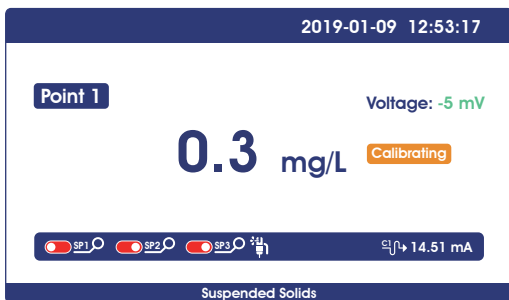 2019-01-09 12:53:17
Point 1
Voltage: -5 mV
0.3 mg/L
Calibrating
SP1 SP2 SP3 C1 14.51 mA
Suspended Solids